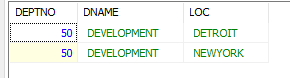 DEPTNO DNAME LOC
50 DEVELOPMENT DETROIT
50 DEVELOPMENT NEWYORK